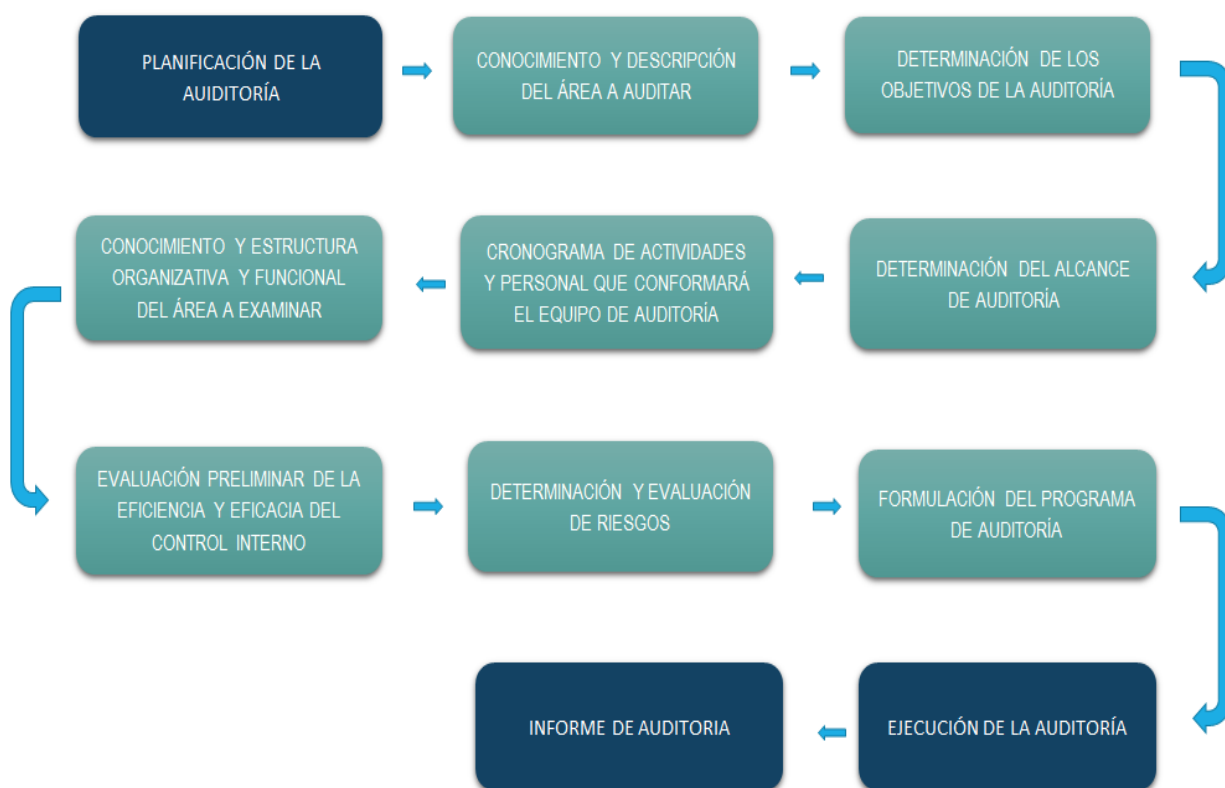 PLANIFICACIÓN DE LA
AUIDITORÍA
CONOCIMIENTO Y DESCRIPCIÓN
DEL ÁREA A AUDITAR
DETERMINACIÓN DE LOS
OBJETIVOS DE LA AUDITORÍA
DETERMINACIÓN DEL ALCANCE
DE AUDITORÍA
CRONOGRAMA DE ACTIVIDADES
Y PERSONAL QUE CONFORMARÁ
EL EQUIPO DE AUDITORÍA
CONOCIMIENTO Y ESTRUCTURA
ORGANIZATIVA Y FUNCIONAL
DEL ÁREA A EXAMINAR
EVALUACIÓN PRELIMINAR DE LA
EFICIENCIA Y EFICACIA DEL
CONTROL INTERNO
DETERMINACIÓN Y EVALUACIÓN
DE RIESGOS
FORMULACIÓN DEL PROGRAMA
DE AUDITORÍA
EJECUCIÓN DE LA AUDITORÍA
INFORME DE AUDITORIA